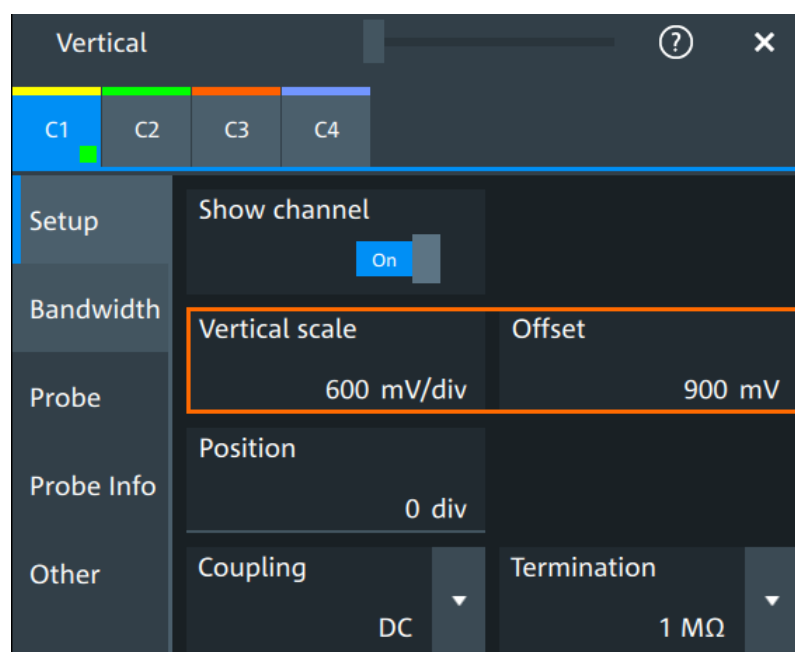 Vertical ?
C1 C2 C3 C4
Setup
Show channel
On
Bandwidth
Vertical scale Offset
600 mV/div 900 mV
Probe
Position
Probe Info
0 div
Other
Coupling Termination
DC 1 MΩ